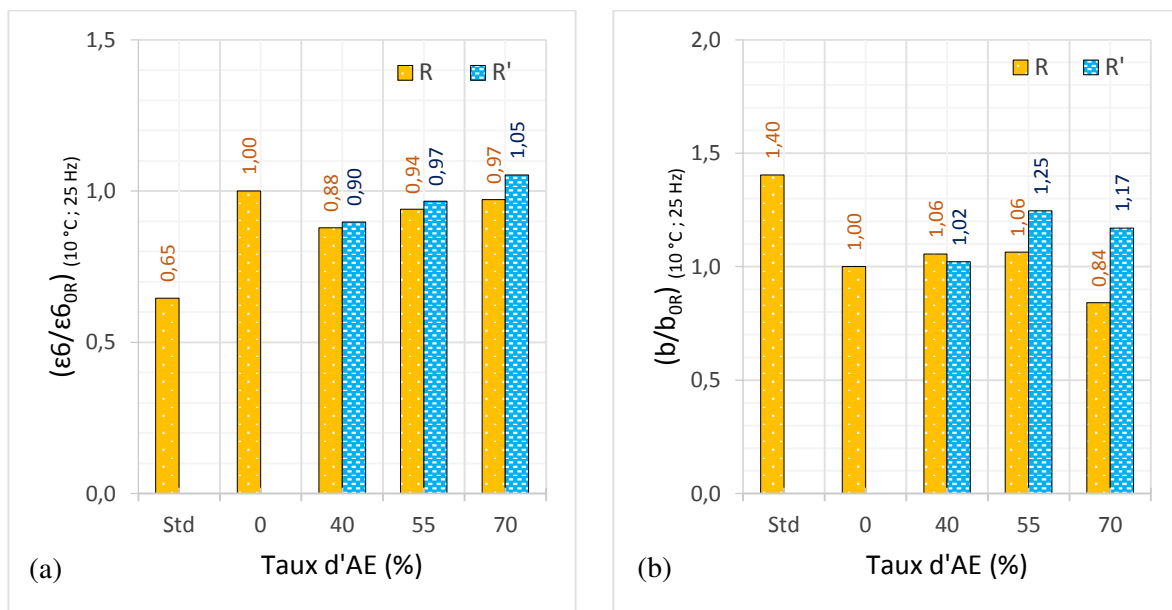 1,5
1,0
0,5
0,0
(ε6/ε60R) (10 °C ; 25 Hz)
R R'
0,65
1,00
0,88
0,90
0,94
0,97
0,97
1,05
Std 0 40 55 70
Taux d'AE (%)
(a)
2,0
1,5
1,0
0,5
0,0
(b/b0R) (10 °C ; 25 Hz)
R R'
1,40
1,00
1,06
1,02
1,06
1,25
0,84
1,17
Std 0 40 55 70
Taux d'AE (%)
(b)